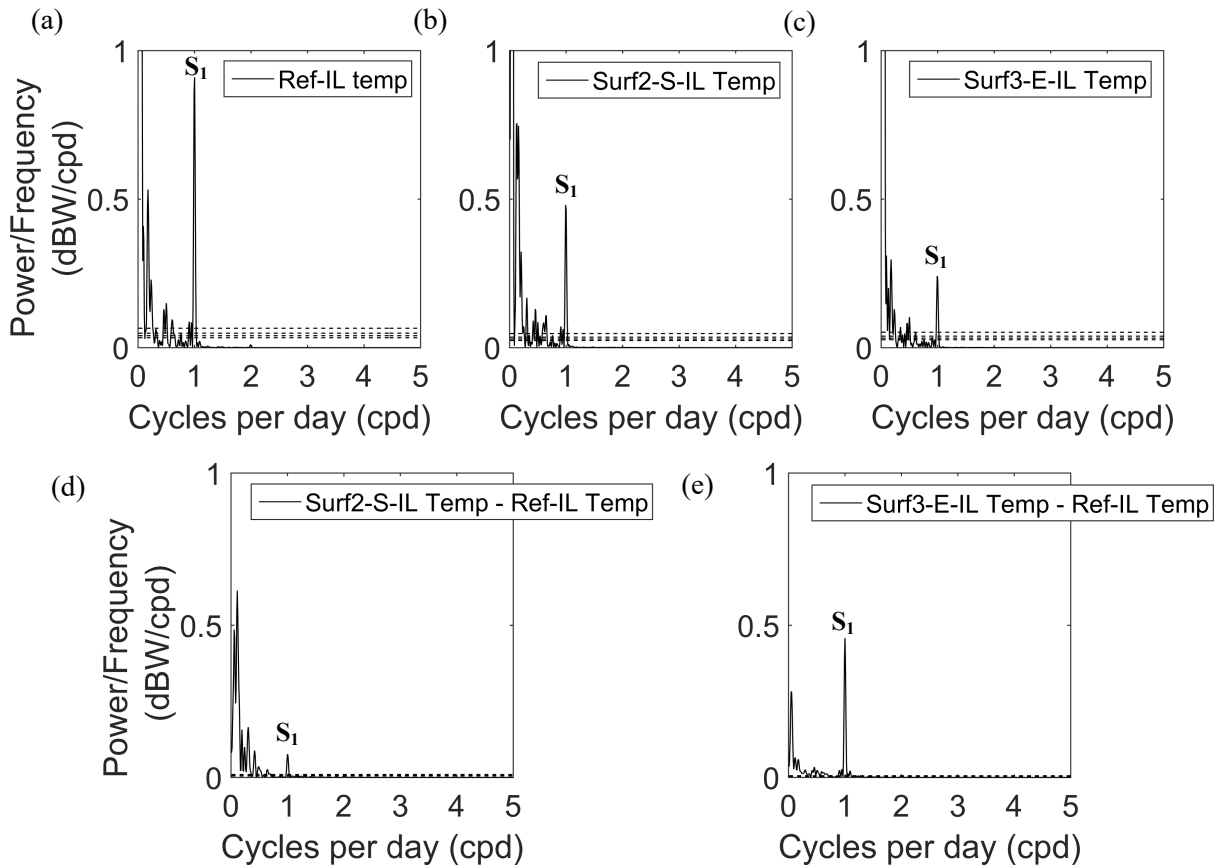 (a)
(b)
(c)
1
S1
Ref-IL temp
1
Surf2-S-IL Temp
1
Surf3-E-IL Temp
Power/Frequency
(dBW/cpd)
0.5
0.5
S1
0.5
S1
0
0
0
0 1 2 3 4 5
0 1 2 3 4 5
0 1 2 3 4 5
Cycles per day (cpd)
Cycles per day (cpd)
Cycles per day (cpd)
(d)
(e)
1
Surf2-S-IL Temp - Ref-IL Temp
1
Surf3-E-IL Temp - Ref-IL Temp
Power/Frequency
(dBW/cpd)
0.5
0.5
S1
S1
0
0
0 1 2 3 4 5
0 1 2 3 4 5
Cycles per day (cpd)
Cycles per day (cpd)